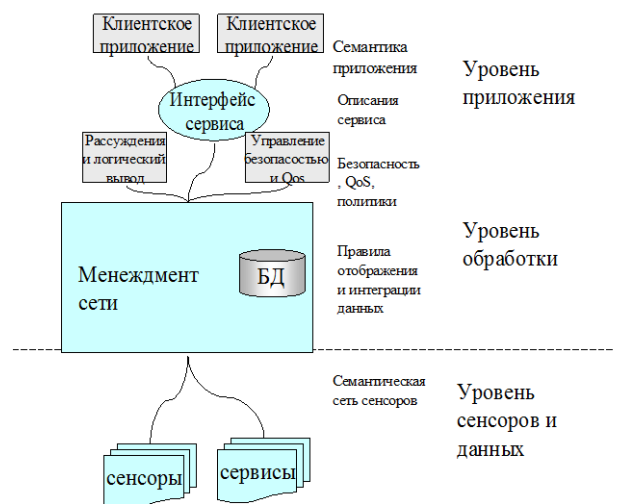 Клиентское
приложение
Клиентское
приложение
Семантика
приложения
Уровень
приложения
Интерфейс
сервиса
Описания
сервиса
Рассуждения
и логический
вывод
Управление
безопасостью
и Qos
Безопасность
, QoS,
политики
Уровень
обработки
Менеждмент
сети
БД
Правила
отображения
и интеграции
данных
Семантическая
сеть сенсоров
Уровень
сенсоров и
данных
сенсоры
сервисы